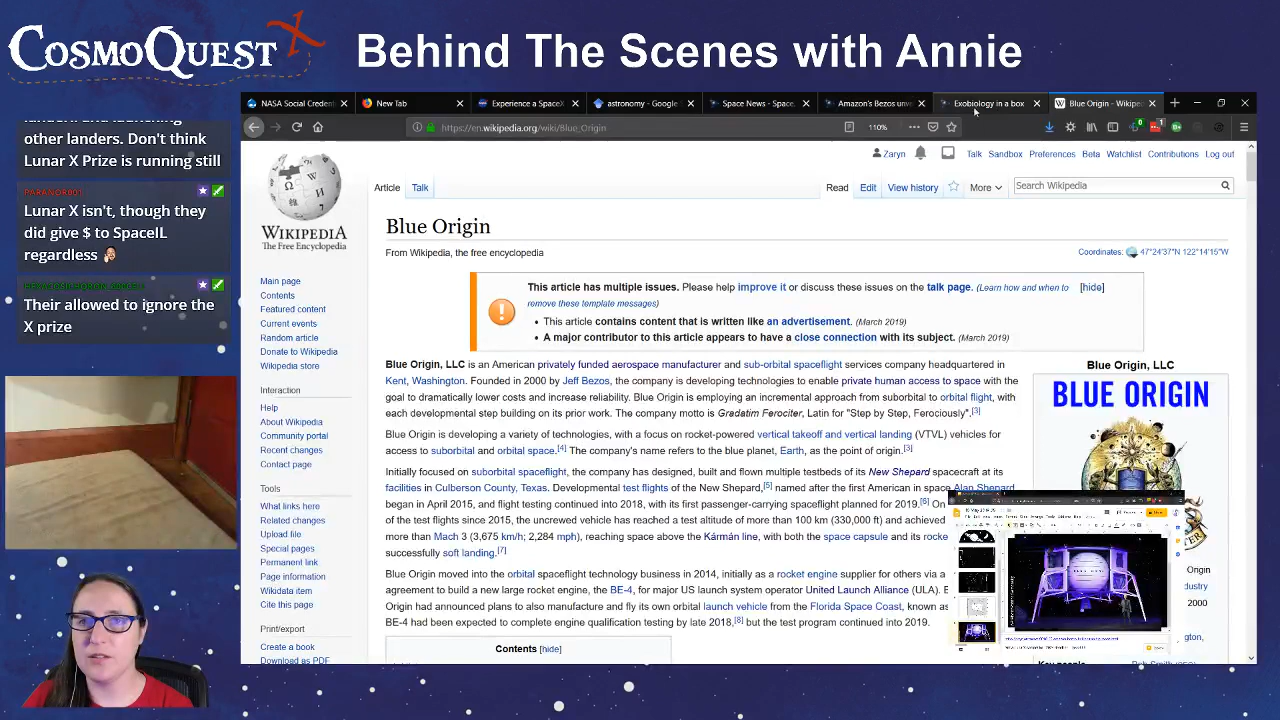 COSMOQUEST X
Behind The Scenes with Annie
other landers. Don't think
Lunar X Prize is running still
PARANOR001
Lunar X isn't, though they
did give $ to SpaceIL
regardless
Their allowed to ignore the
X prize
NASA Social Creden
New Tab
Experience a SpaceX
astronomy - Google
Space News - Space.
Amazon's Bezos unv
Exobiology in a box
Blue Origin - Wikipe
https://en.wikipedia.org/wiki/Blue_Origin
110%
Zaryn
Talk
Sandbox
Preferences
Beta
Watchlist
Contributions
Log out
Article
Talk
Read
Edit
View history
More
Search Wikipedia
WIKIPEDIA
The Free Encyclopedia
Main page
Contents
Featured content
Current events
Random article
Donate to Wikipedia
Wikipedia store
Interaction
Help
About Wikipedia
Community portal
Recent changes
Contact page
Tools
What links here
Related changes
Upload file
Special pages
Permanent link
Page information
Wikidata item
Cite this page
Print/export
Create a book
Download as PDF
Blue Origin
From Wikipedia, the free encyclopedia
Coordinates: 47°24′37″N 122°14′15″W
This article has multiple issues. Please help improve it or discuss these issues on the talk page. (Learn how and when to
remove these template messages)
[hide]
• This article contains content that is written like an advertisement. (March 2019)
• A major contributor to this article appears to have a close connection with its subject. (March 2019)
Blue Origin, LLC is an American privately funded aerospace manufacturer and sub-orbital spaceflight services company headquartered in
Kent, Washington. Founded in 2000 by Jeff Bezos, the company is developing technologies to enable private human access to space with the
goal to dramatically lower costs and increase reliability. Blue Origin is employing an incremental approach from suborbital to orbital flight, with
each developmental step building on its prior work. The company motto is Gradatim Ferociter, Latin for "Step by Step, Ferociously".[3]
Blue Origin is developing a variety of technologies, with a focus on rocket-powered vertical takeoff and vertical landing (VTVL) vehicles for
access to suborbital and orbital space.[4] The company's name refers to the blue planet, Earth, as the point of origin.[3]
Initially focused on suborbital spaceflight, the company has designed, built and flown multiple testbeds of its New Shepard spacecraft at its
facilities in Culberson County, Texas. Developmental test flights of the New Shepard,[5] named after the first American in space Alan Shepard,
began in April 2015, and flight testing continued into 2018, with its first passenger-carrying spaceflight planned for 2019.[6] On
of the test flights since 2015, the uncrewed vehicle has reached a test altitude of more than 100 km (330,000 ft) and achieved
more than Mach 3 (3,675 km/h; 2,284 mph), reaching space above the Kármán line, with both the space capsule and its rocke
successfully soft landing.[7]
Blue Origin moved into the orbital spaceflight technology business in 2014, initially as a rocket engine supplier for others via a
agreement to build a new large rocket engine, the BE-4, for major US launch system operator United Launch Alliance (ULA). B
Origin had announced plans to also manufacture and fly its own orbital launch vehicle from the Florida Space Coast, known as
BE-4 had been expected to complete engine qualification testing by late 2018,[8] but the test program continued into 2019.
Contents [hide]
Blue Origin, LLC
BLUE ORIGIN
Origin
dustry
2000
ngton,